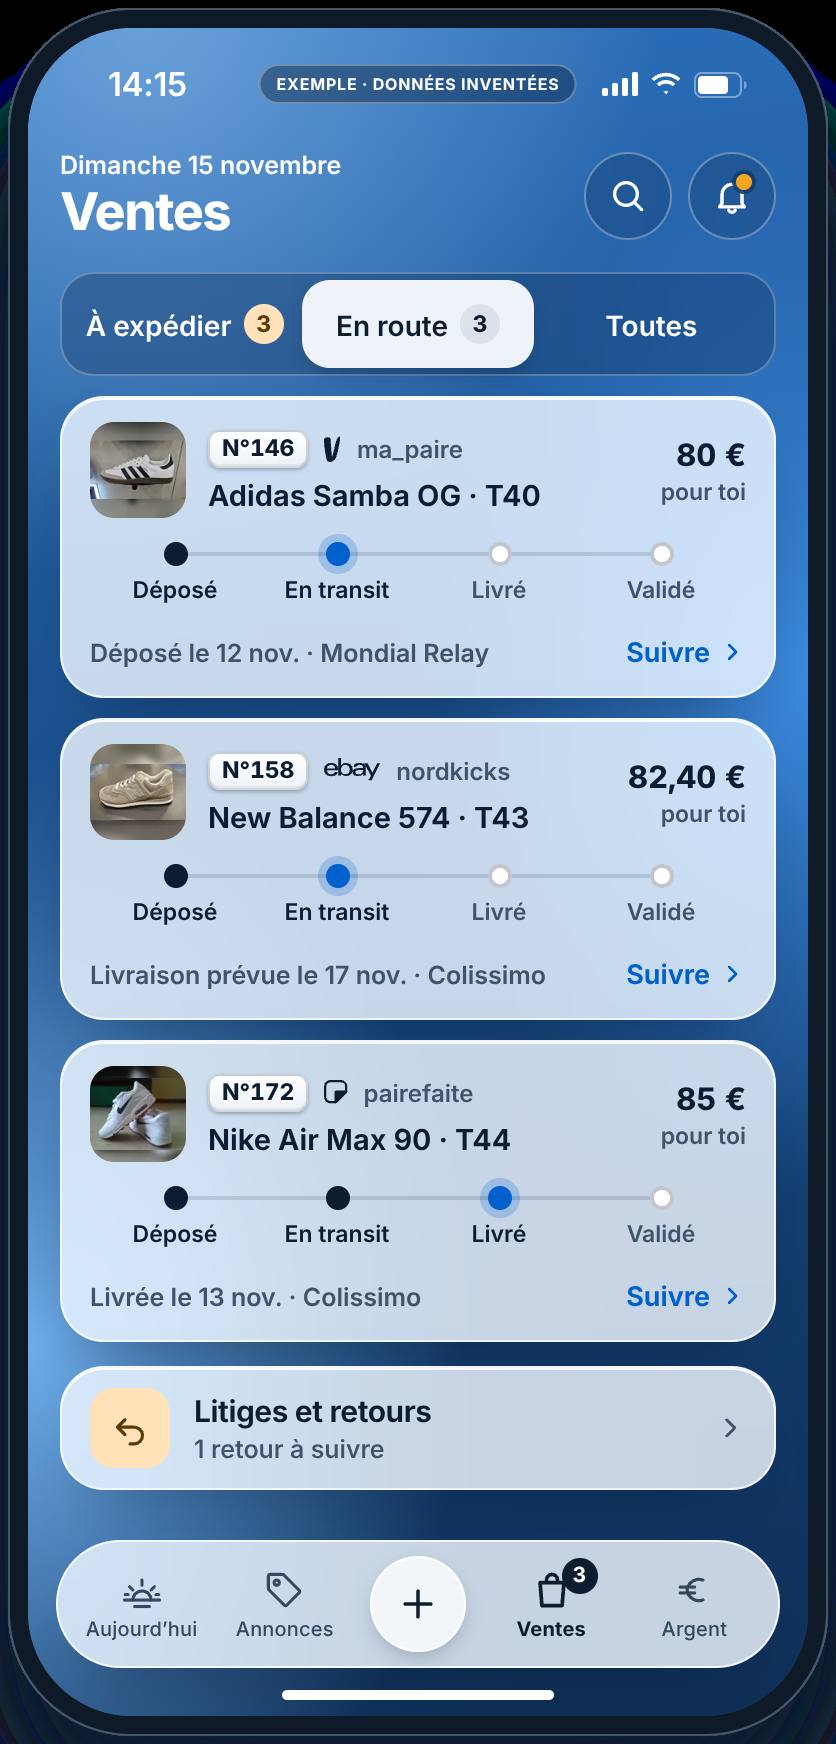 14:15
EXEMPLE · DONNÉES INVENTÉES
Dimanche 15 novembre
Ventes
À expédier 3
En route 3
Toutes
N°146 ma_paire
80 €
Adidas Samba OG · T40
pour toi
Déposé En transit Livré Validé
Déposé le 12 nov. · Mondial Relay
Suivre
N°158 ebay nordkicks
82,40 €
New Balance 574 · T43
pour toi
Déposé En transit Livré Validé
Livraison prévue le 17 nov. · Colissimo
Suivre
N°172 pairefaite
85 €
Nike Air Max 90 · T44
pour toi
Déposé En transit Livré Validé
Livrée le 13 nov. · Colissimo
Suivre
Litiges et retours
1 retour à suivre
3
Aujourd’hui Annonces Ventes Argent